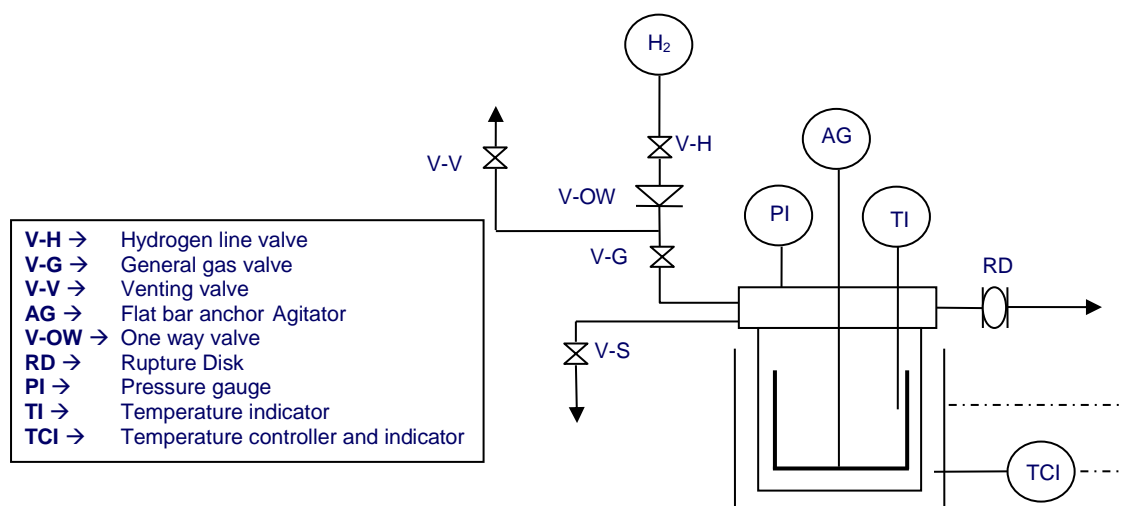 H₂
AG
V-H
V-V
V-OW
PI
TI
V-G
RD
V-S
TCI
V-H → Hydrogen line valve
V-G → General gas valve
V-V → Venting valve
AG → Flat bar anchor Agitator
V-OW → One way valve
RD → Rupture Disk
PI → Pressure gauge
TI → Temperature indicator
TCI → Temperature controller and indicator